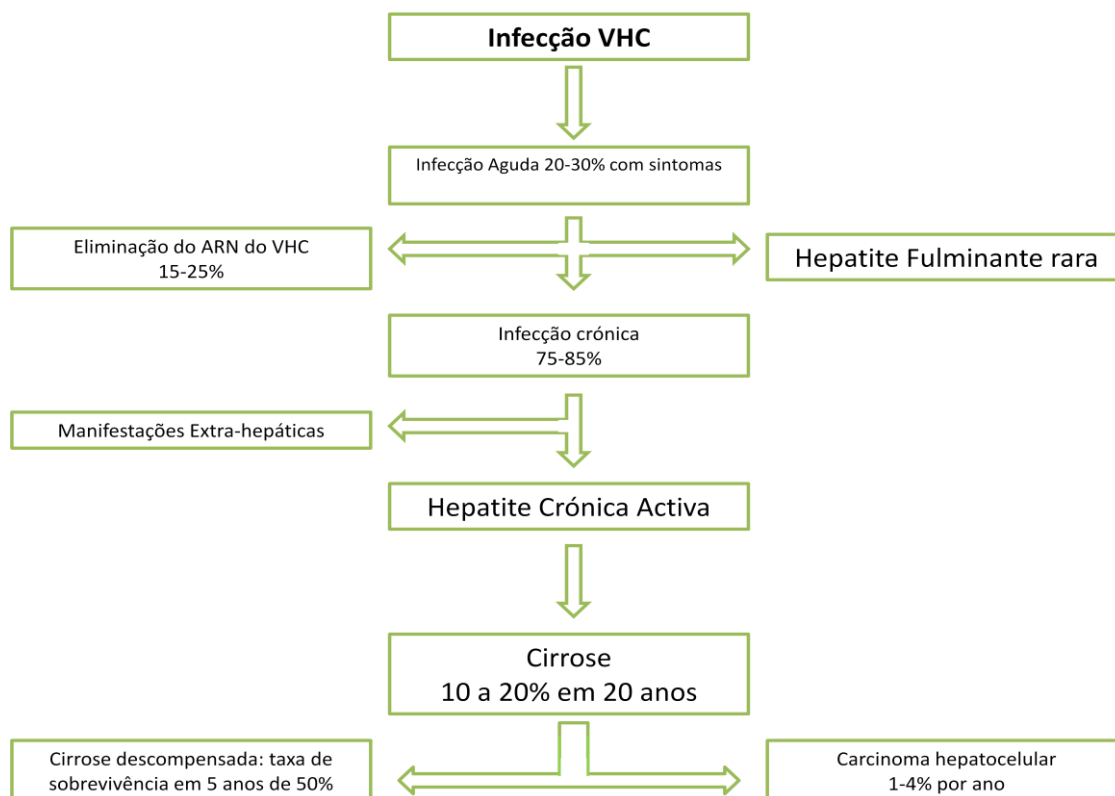 Infecção VHC
Infecção Aguda 20-30% com sintomas
Eliminação do ARN do VHC
15-25%
Hepatite Fulminante rara
Infecção crónica
75-85%
Manifestações Extra-hepáticas
Hepatite Crónica Activa
Cirrose
10 a 20% em 20 anos
Cirrose descompensada: taxa de
sobrevivência em 5 anos de 50%
Carcinoma hepatocelular
1-4% por ano